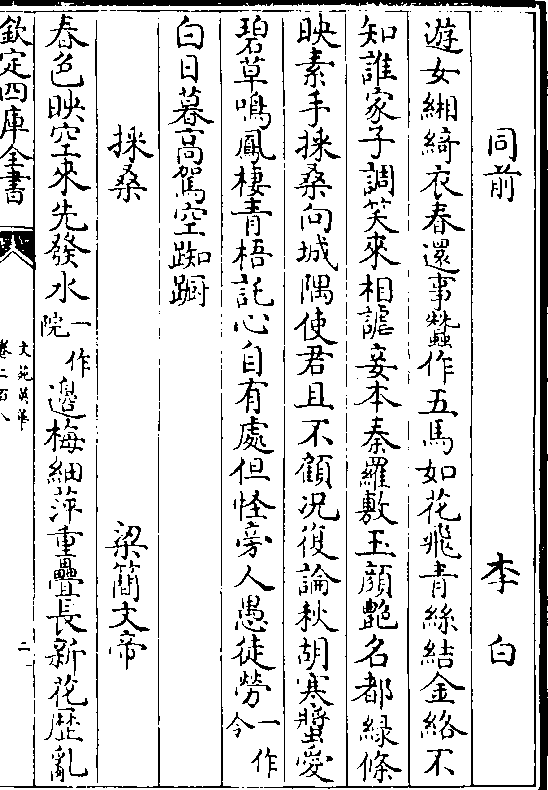 同前　李白
遊女緗綺衣春還事蠶作五馬如花飛青絲結金絡不
知誰家子調笑來相謔妾本秦羅敷玉顔艷名都緑條
映素手採桑向城隅使君且不顧况復論秋胡寒螿愛
碧草鳴鳳棲青梧託心自有處但怪旁人愚徒勞一作令
白日暮高駕空踟蹰
採桑　梁簡文帝
春色映空來先發水一作院邉梅細萍重疊長新花歴亂
欽定四庫全書
文苑英華
卷二百八
二